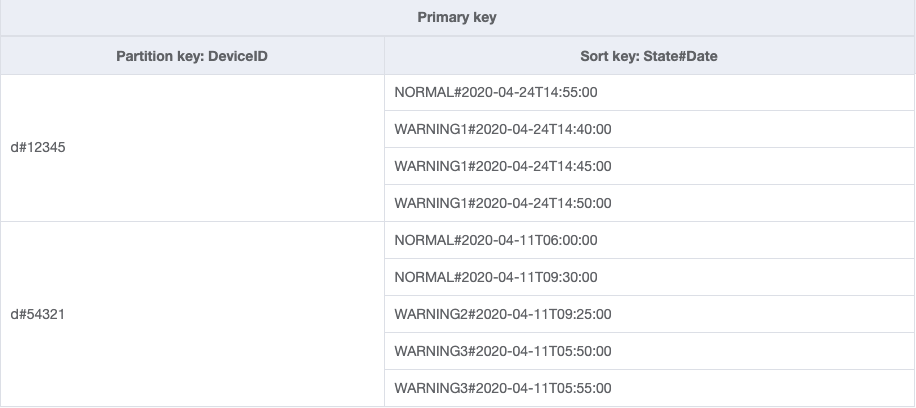 Primary key
Partition key: DeviceID
Sort key: State#Date
d#12345
NORMAL#2020-04-24T14:55:00
WARNING1#2020-04-24T14:40:00
WARNING1#2020-04-24T14:45:00
WARNING1#2020-04-24T14:50:00
d#54321
NORMAL#2020-04-11T06:00:00
NORMAL#2020-04-11T09:30:00
WARNING2#2020-04-11T09:25:00
WARNING3#2020-04-11T05:50:00
WARNING3#2020-04-11T05:55:00